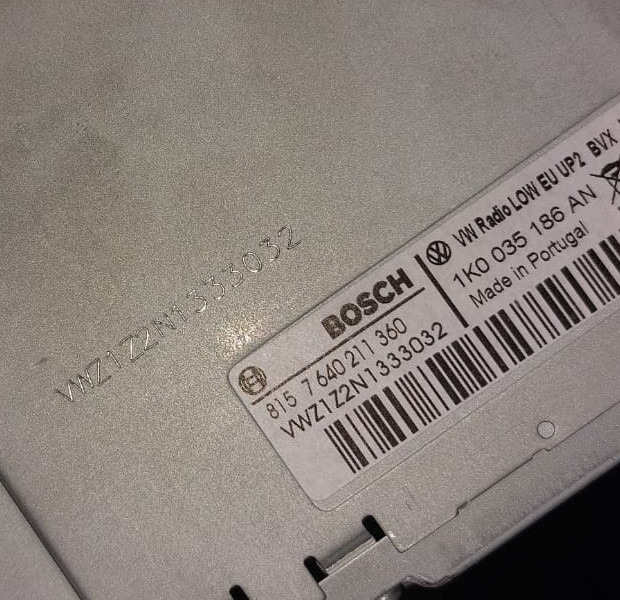 VWZ1Z2N1333032
BOSCH
815 7 640 211 360
VWZ1Z2N1333032
VW Radio LOW EU UP2 BVX
1K0 035 186 AN
Made in Portugal